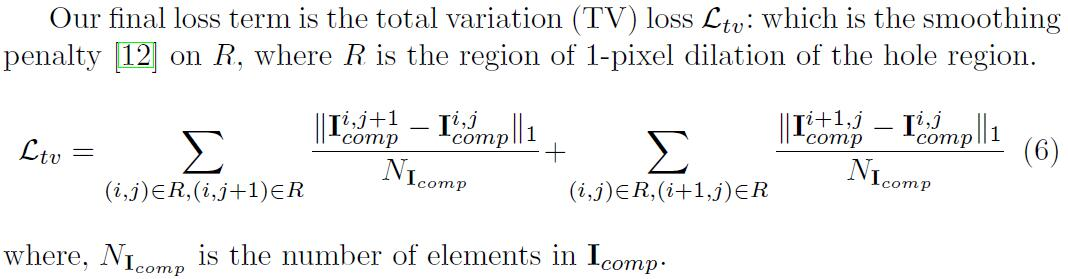 Our final loss term is the total variation (TV) loss $\mathcal{L}_{tv}$: which is the smoothing
penalty [12] on $R$, where $R$ is the region of 1-pixel dilation of the hole region.
$\mathcal{L}_{tv} = \sum_{(i,j)\in R,(i,j+1)\in R} \frac{\|\mathbf{I}_{comp}^{i,j+1} - \mathbf{I}_{comp}^{i,j}\|_1}{N_{\mathbf{I}_{comp}}} + \sum_{(i,j)\in R,(i+1,j)\in R} \frac{\|\mathbf{I}_{comp}^{i+1,j} - \mathbf{I}_{comp}^{i,j}\|_1}{N_{\mathbf{I}_{comp}}}$ (6)
where, $N_{\mathbf{I}_{comp}}$ is the number of elements in $\mathbf{I}_{comp}$.